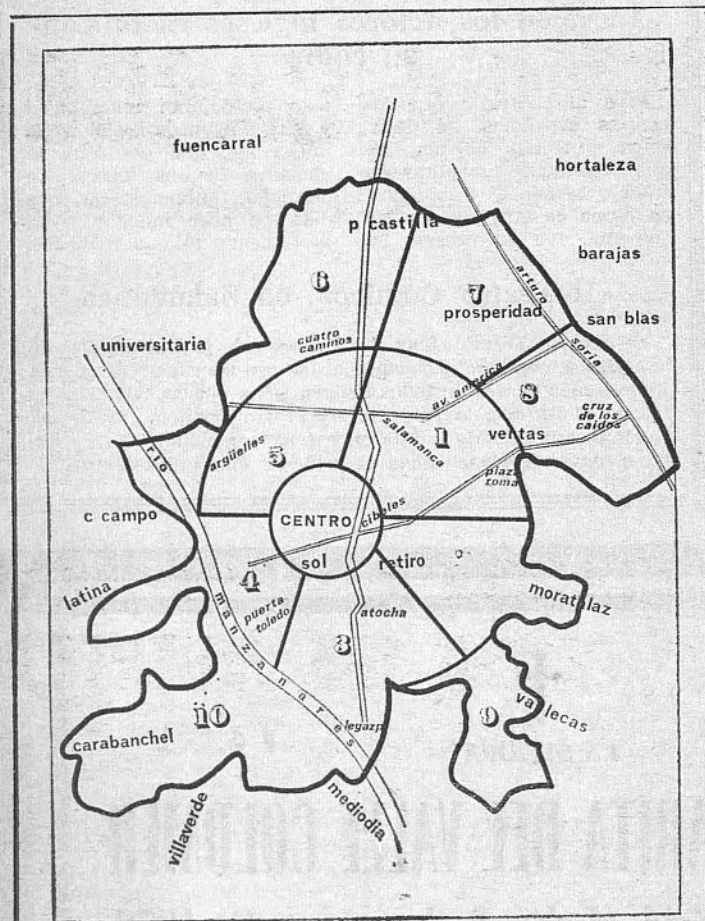 fuencarral
hortaleza
p castilla
barajas
6
7
arturo
prosperidad
san blas
cuatro
caminos
universitaria
soria
av. américa
8
cruz
de los
caidos
1
salamanca
ventas
argüelles
5
plaza
roma
rio
CENTRO
cibeles
c campo
sol
retiro
4
latina
manzanares
puerta
toledo
atocha
moratalaz
3
10
9
vallecas
legazpi
carabanchel
mediodia
villaverde